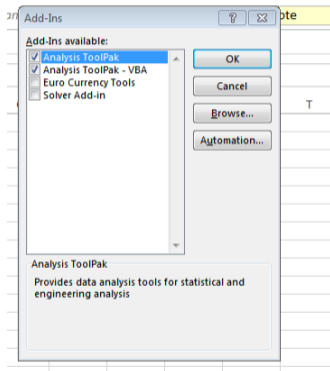 Add-Ins
Add-Ins available:
Analysis ToolPak
Analysis ToolPak - VBA
Euro Currency Tools
Solver Add-in
OK
Cancel
Browse...
Automation...
Analysis ToolPak
Provides data analysis tools for statistical and
engineering analysis
T